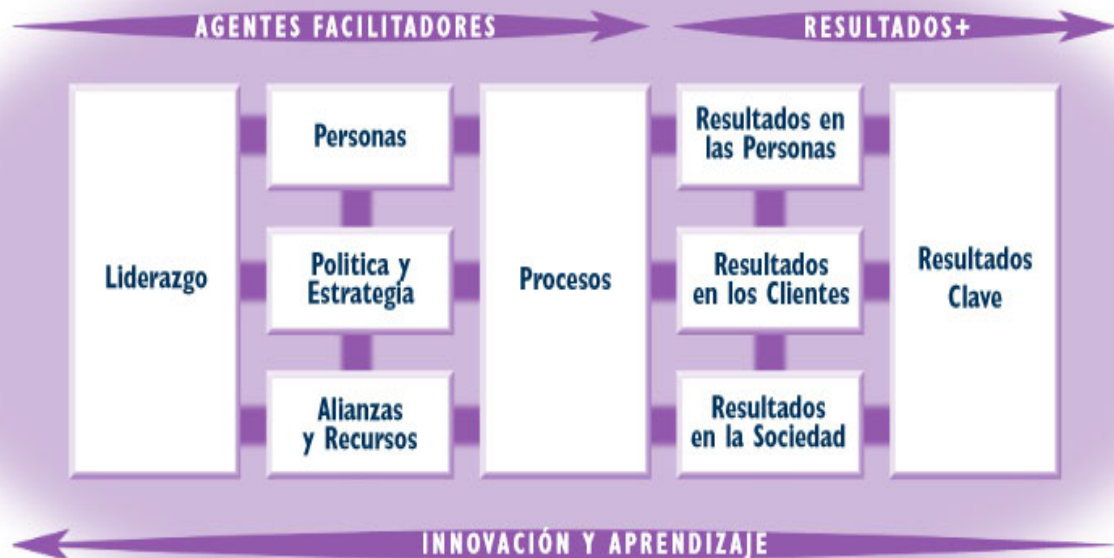 AGENTES FACILITADORES
RESULTADOS+
Liderazgo
Personas
Politica y
Estrategia
Alianzas
y Recursos
Procesos
Resultados en
las Personas
Resultados
en los Clientes
Resultados
en la Sociedad
Resultados
Clave
INNOVACIÓN Y APRENDIZAJE